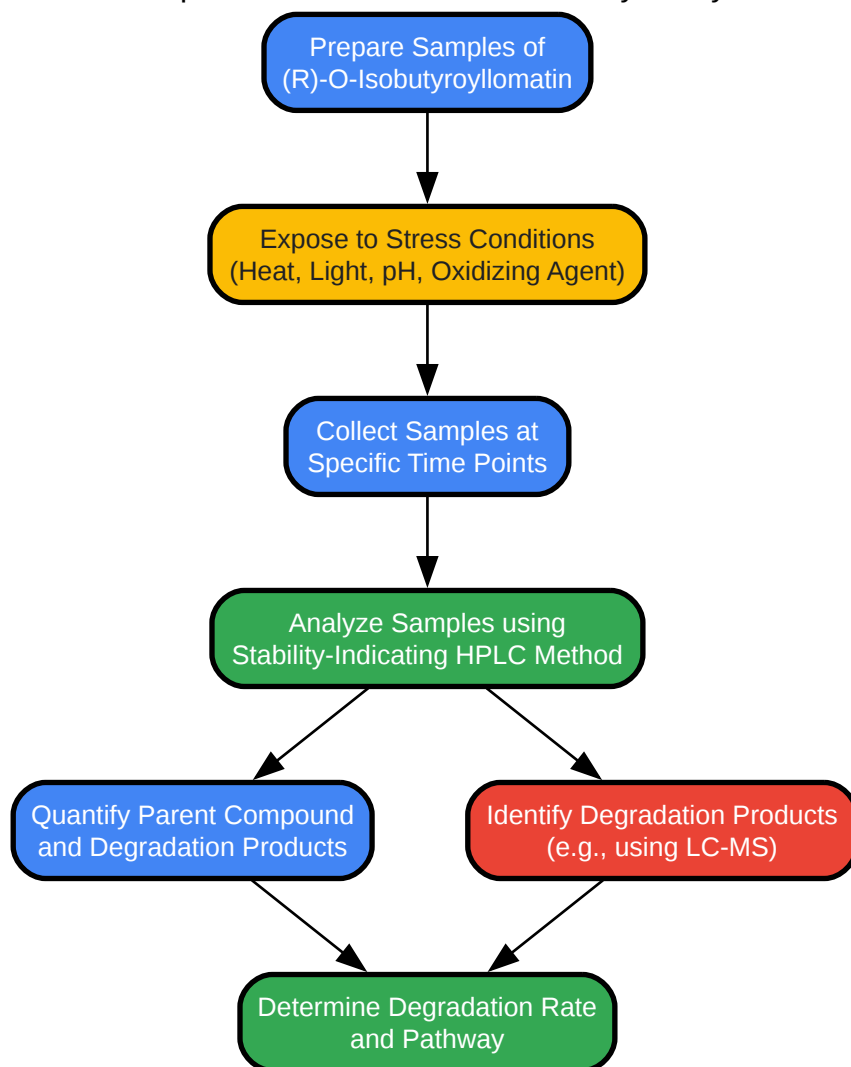 Prepare Samples of
(R)-O-Isobutyroyllomatin
Expose to Stress Conditions
(Heat, Light, pH, Oxidizing Agent)
Collect Samples at
Specific Time Points
Analyze Samples using
Stability-Indicating HPLC Method
Quantify Parent Compound
and Degradation Products
Identify Degradation Products
(e.g., using LC-MS)
Determine Degradation Rate
and Pathway